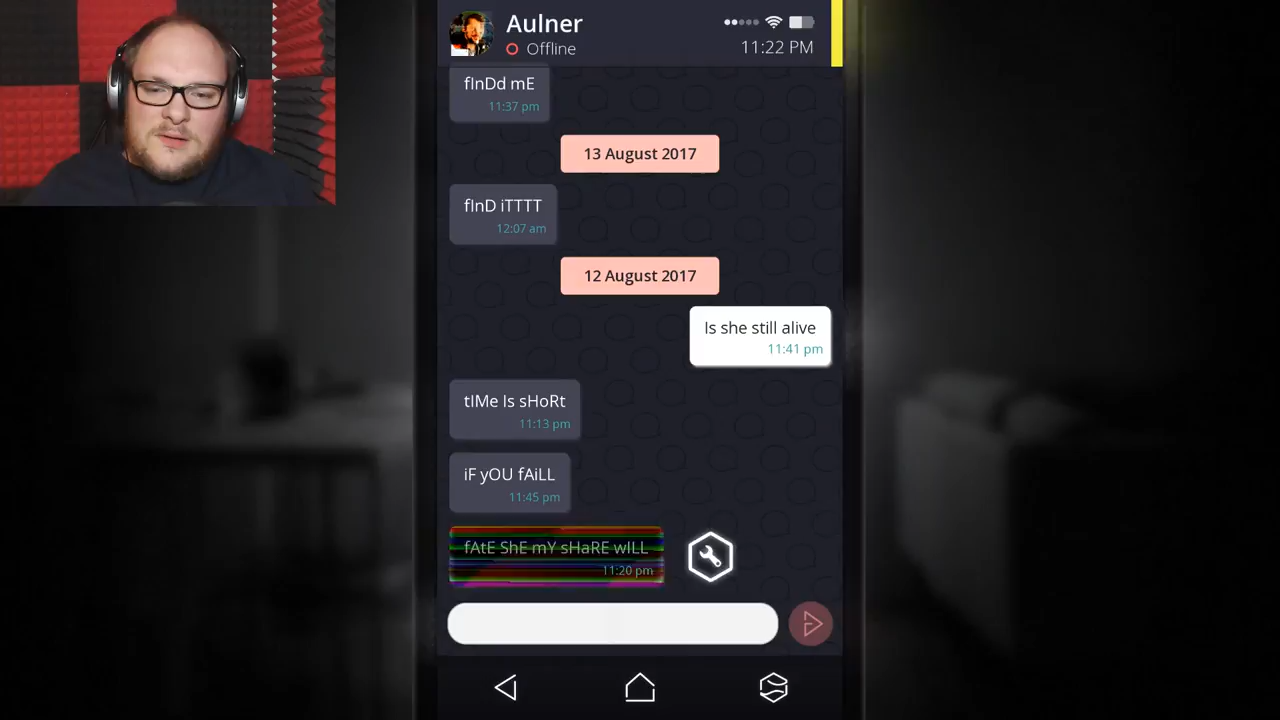 Aulner
Offline
11:22 PM
fInDd mE
11:37 pm
13 August 2017
fInD iTTTT
12:07 am
12 August 2017
Is she still alive
11:41 pm
tIMe Is sHoRt
11:13 pm
iF yOU fAiLL
11:45 pm
fAtE ShE mY sHaRE wILL
11:20 pm